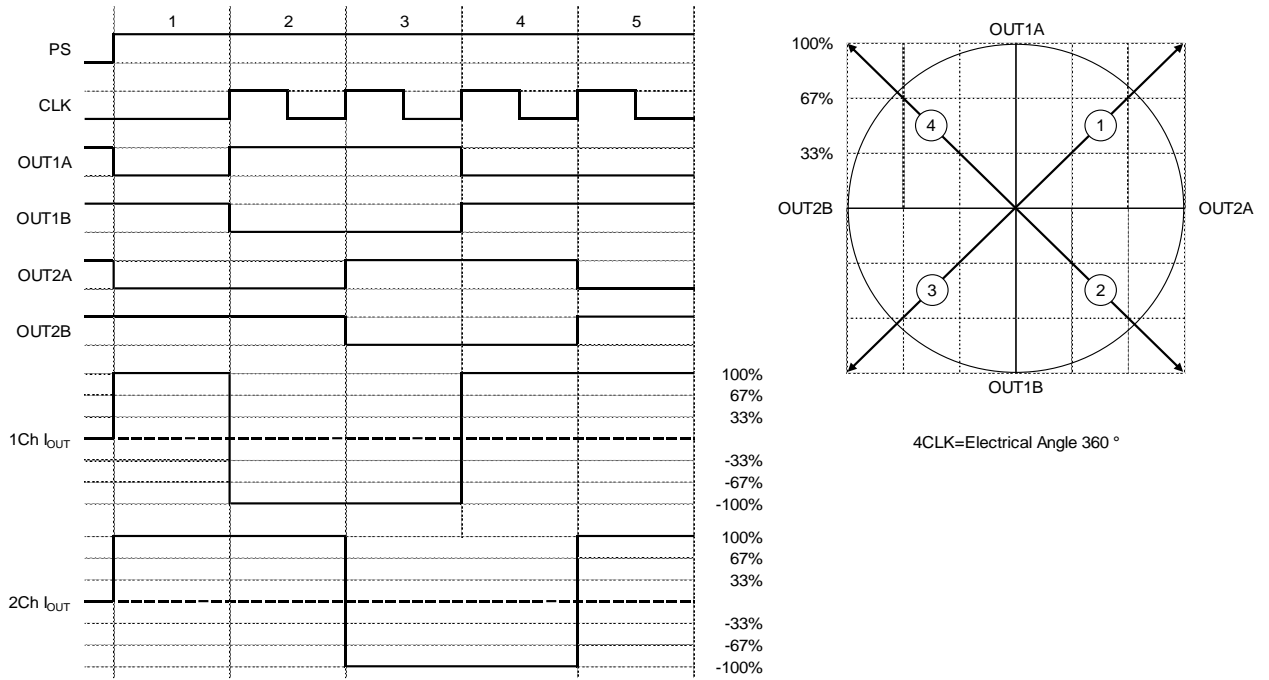 1 2 3 4 5
PS
CLK
OUT1A
OUT1B
OUT2A
OUT2B
1Ch IOUT
100%
67%
33%
-33%
-67%
-100%
2Ch IOUT
100%
67%
33%
-33%
-67%
-100%
OUT1A
100%
67%
33%
4
1
OUT2B
OUT2A
3
2
OUT1B
4CLK=Electrical Angle 360 °